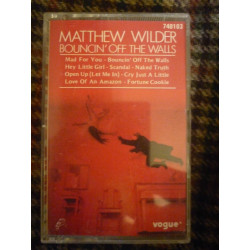 748163
MATTHEW WILDER
BOUNCIN' OFF THE WALLS
Mad For You - Bouncin' Off The Walls
Hey Little Girl - Scandal - Naked Truth
Open Up (Let Me In) - Cry Just A Little
Love Of An Amazon - Fortune Cookie
vogue